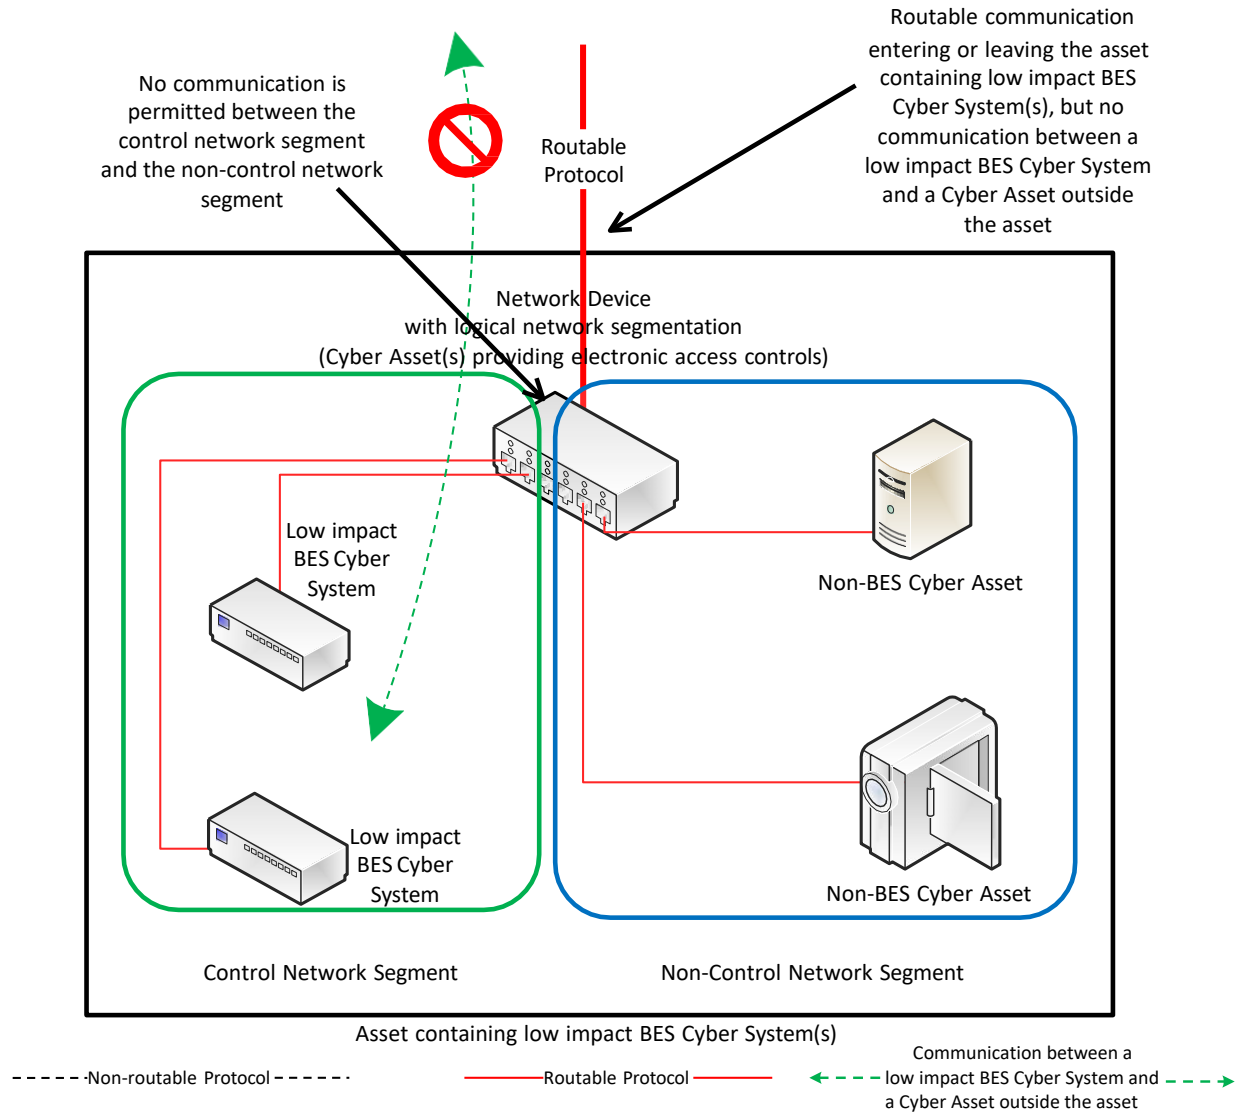 No communication is
permitted between the
control network segment
and the non-control network
segment
Routable
Protocol
Routable communication
entering or leaving the asset
containing low impact BES
Cyber System(s), but no
communication between a
low impact BES Cyber System
and a Cyber Asset outside
the asset
Network Device
with logical network segmentation
(Cyber Asset(s) providing electronic access controls)
Low impact
BES Cyber
System
Non-BES Cyber Asset
Low impact
BES Cyber
System
Non-BES Cyber Asset
Control Network Segment
Non-Control Network Segment
Asset containing low impact BES Cyber System(s)
Non-routable Protocol
Routable Protocol
Communication between a
low impact BES Cyber System and
a Cyber Asset outside the asset